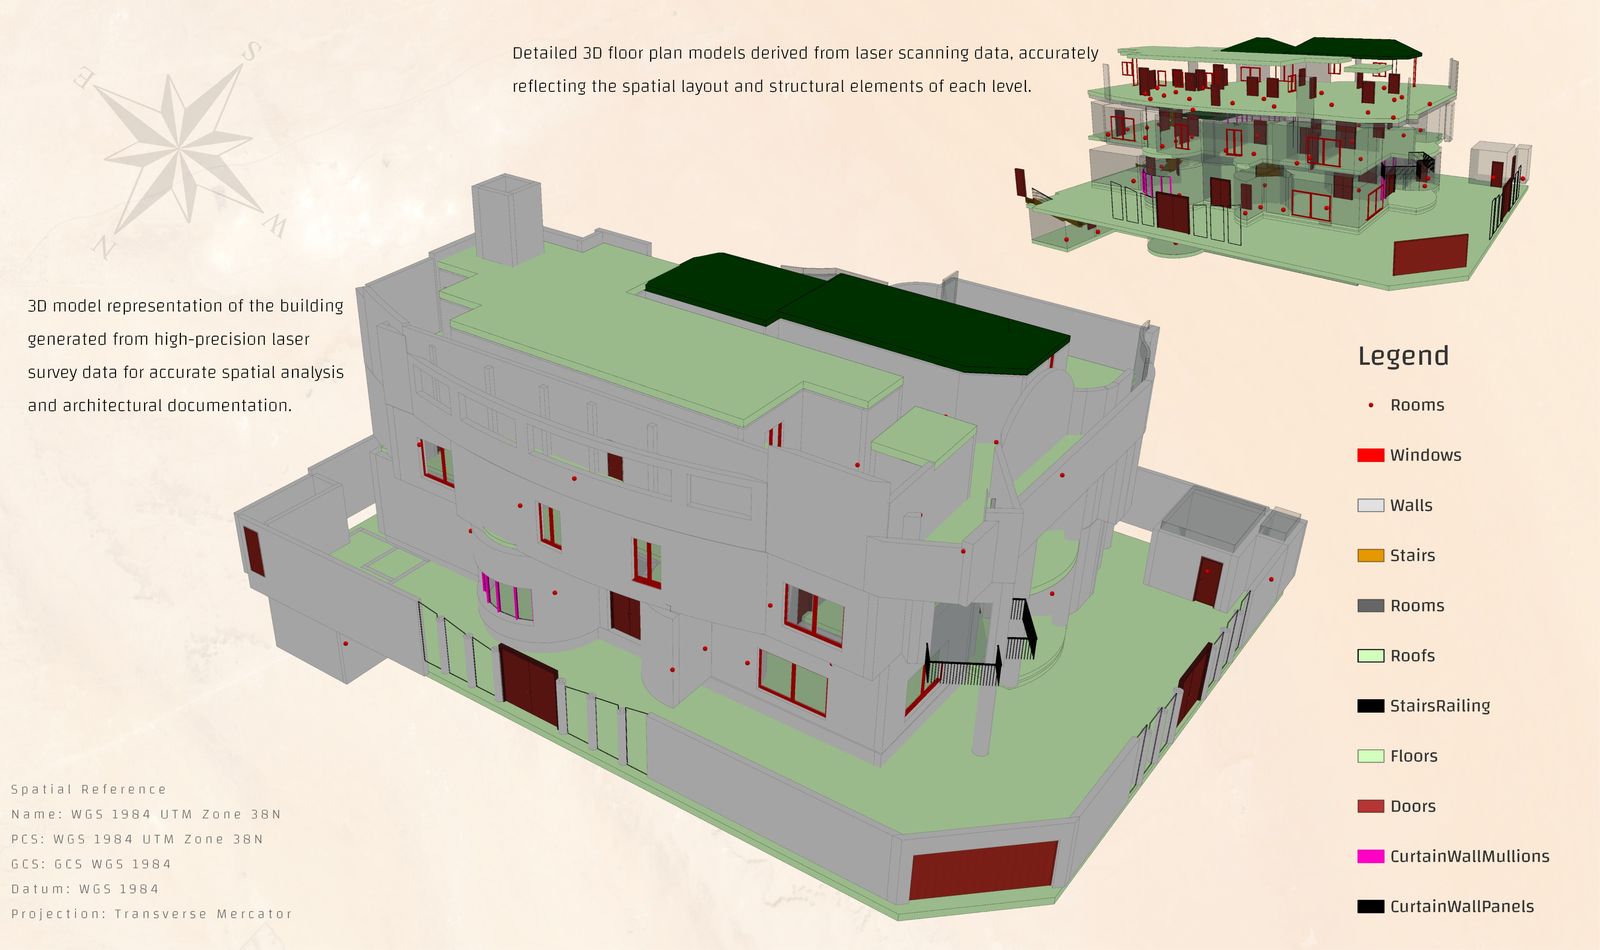 S
E
W
N
Detailed 3D floor plan models derived from laser scanning data, accurately
reflecting the spatial layout and structural elements of each level.
3D model representation of the building
generated from high-precision laser
survey data for accurate spatial analysis
and architectural documentation.
Legend
Rooms
Windows
Walls
Stairs
Rooms
Roofs
StairsRailing
Floors
Doors
CurtainWallMullions
CurtainWallPanels
Spatial Reference
Name: WGS 1984 UTM Zone 38N
PCS: WGS 1984 UTM Zone 38N
GCS: GCS WGS 1984
Datum: WGS 1984
Projection: Transverse Mercator